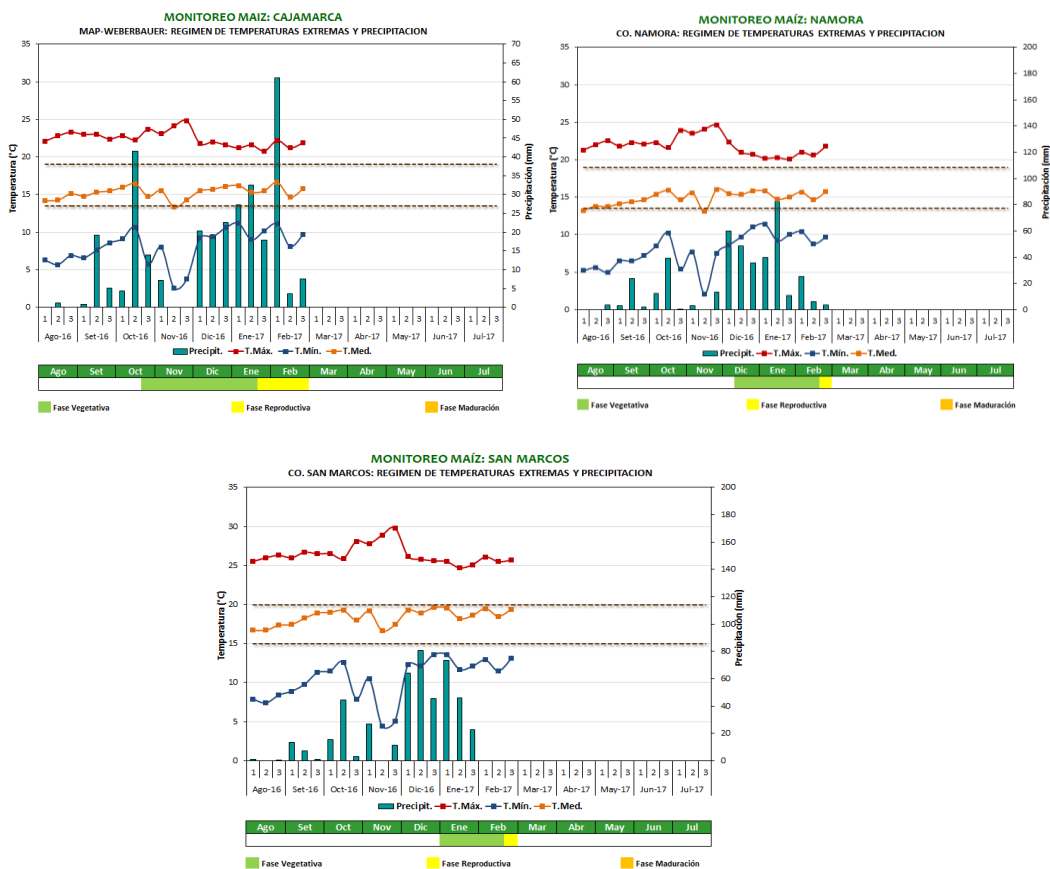 MONITOREO MAIZ: CAJAMARCA
MAP-WEBERBAUER: REGIMEN DE TEMPERATURAS EXTREMAS Y PRECIPITACION
35
30
25
20
15
10
5
0
Temperatura (°C)
70
65
60
55
50
45
40
35
30
25
20
15
10
5
0
Precipitación (mm)
1 2 3 1 2 3 1 2 3 1 2 3 1 2 3 1 2 3 1 2 3 1 2 3 1 2 3 1 2 3 1 2 3 1 2 3
Ago-16 Set-16 Oct-16 Nov-16 Dic-16 Ene-17 Feb-17 Mar-17 Abr-17 May-17 Jun-17 Jul-17
Precipit. T.Máx. T.Mín. T.Med.
Ago Set Oct Nov Dic Ene Feb Mar Abr May Jun Jul
Fase Vegetativa Fase Reproductiva Fase Maduración
MONITOREO MAÍZ: NAMORA
CO. NAMORA: REGIMEN DE TEMPERATURAS EXTREMAS Y PRECIPITACION
35
30
25
20
15
10
5
0
Temperatura (°C)
200
180
160
140
120
100
80
60
40
20
0
Precipitación (mm)
1 2 3 1 2 3 1 2 3 1 2 3 1 2 3 1 2 3 1 2 3 1 2 3 1 2 3 1 2 3 1 2 3 1 2 3
Ago-16 Set-16 Oct-16 Nov-16 Dic-16 Ene-17 Feb-17 Mar-17 Abr-17 May-17 Jun-17 Jul-17
Precipit. T.Máx. T.Mín. T.Med.
Ago Set Oct Nov Dic Ene Feb Mar Abr May Jun Jul
Fase Vegetativa Fase Reproductiva Fase Maduración
MONITOREO MAÍZ: SAN MARCOS
CO. SAN MARCOS: REGIMEN DE TEMPERATURAS EXTREMAS Y PRECIPITACION
35
30
25
20
15
10
5
0
Temperatura (°C)
200
180
160
140
120
100
80
60
40
20
0
Precipitación (mm)
1 2 3 1 2 3 1 2 3 1 2 3 1 2 3 1 2 3 1 2 3 1 2 3 1 2 3 1 2 3 1 2 3 1 2 3
Ago-16 Set-16 Oct-16 Nov-16 Dic-16 Ene-17 Feb-17 Mar-17 Abr-17 May-17 Jun-17 Jul-17
Precipit. T.Máx. T.Mín. T.Med.
Ago Set Oct Nov Dic Ene Feb Mar Abr May Jun Jul
Fase Vegetativa Fase Reproductiva Fase Maduración